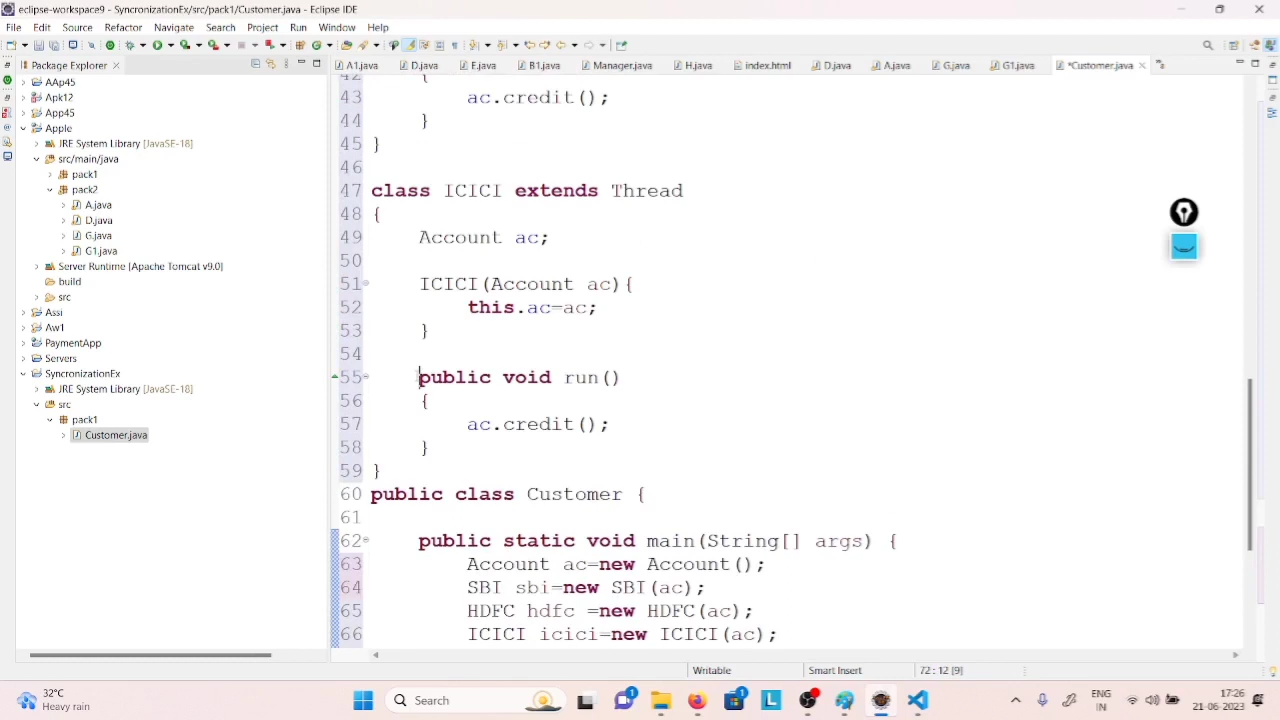 eclipse-workspace9 - SyncronizationEx/src/pack1/Customer.java - Eclipse IDE
File Edit Source Refactor Navigate Search Project Run Window Help
Package Explorer
A1.java D.java E.java B1.java Manager.java H.java index.html D.java A.java G.java G1.java *Customer.java
AAp45
Apk12
App45
Apple
JRE System Library [JavaSE-18]
src/main/java
pack1
pack2
A.java
D.java
G.java
G1.java
Server Runtime [Apache Tomcat v9.0]
build
src
Assi
Aw1
PaymentApp
Servers
SyncronizationEx
JRE System Library [JavaSE-18]
src
pack1
Customer.java
42 {
43 ac.credit();
44 }
45 }
46
47 class ICICI extends Thread
48 {
49 Account ac;
50
51 ICICI(Account ac){
52 this.ac=ac;
53 }
54
55 public void run()
56 {
57 ac.credit();
58 }
59 }
60 public class Customer {
61
62 public static void main(String[] args) {
63 Account ac=new Account();
64 SBI sbi=new SBI(ac);
65 HDFC hdfc =new HDFC(ac);
66 ICICI icici=new ICICI(ac);
Writable Smart Insert 72 : 12 [9]
32°C
Heavy rain
Search
1
1
L
ENG
IN
17:26
21-06-2023